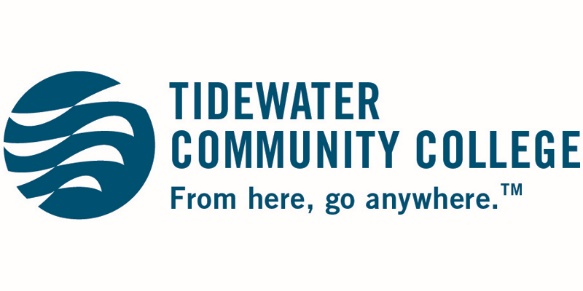 TIDEWATER
COMMUNITY COLLEGE
From here, go anywhere.™